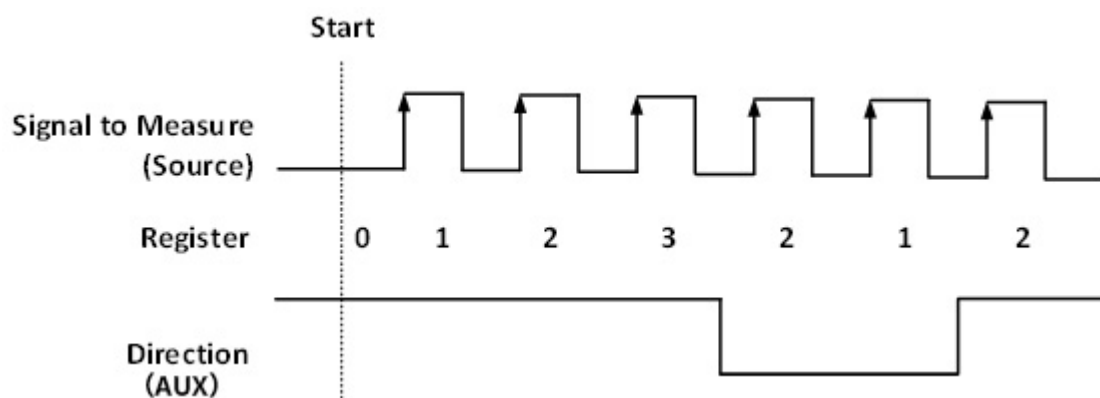 Start
Signal to Measure
(Source)
Register 0 1 2 3 2 1 2
Direction
(AUX)